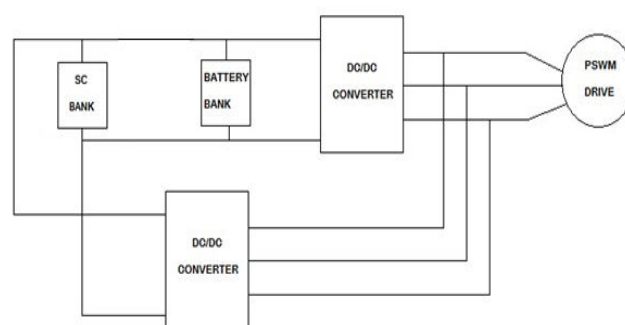 SC
BANK
BATTERY
BANK
DC/DC
CONVERTER
PSWM
DRIVE
DC/DC
CONVERTER